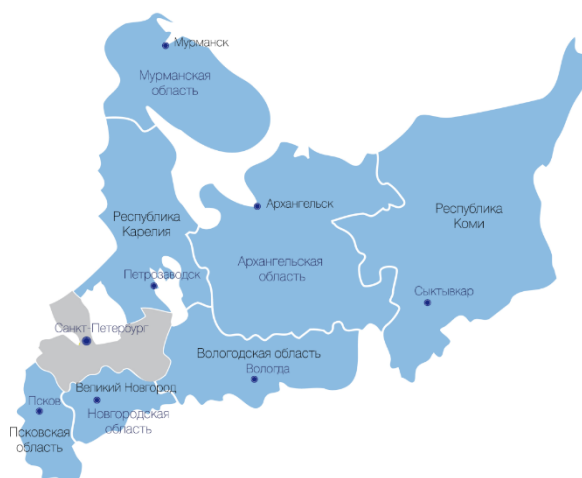 Мурманск
Мурманская
область
Архангельск
Республика
Карелия
Республика
Коми
Архангельская
область
Петрозаводск
Сыктывкар
Санкт-Петербург
Вологодская область
Вологда
Великий Новгород
Псков
Новгородская
область
Псковская
область